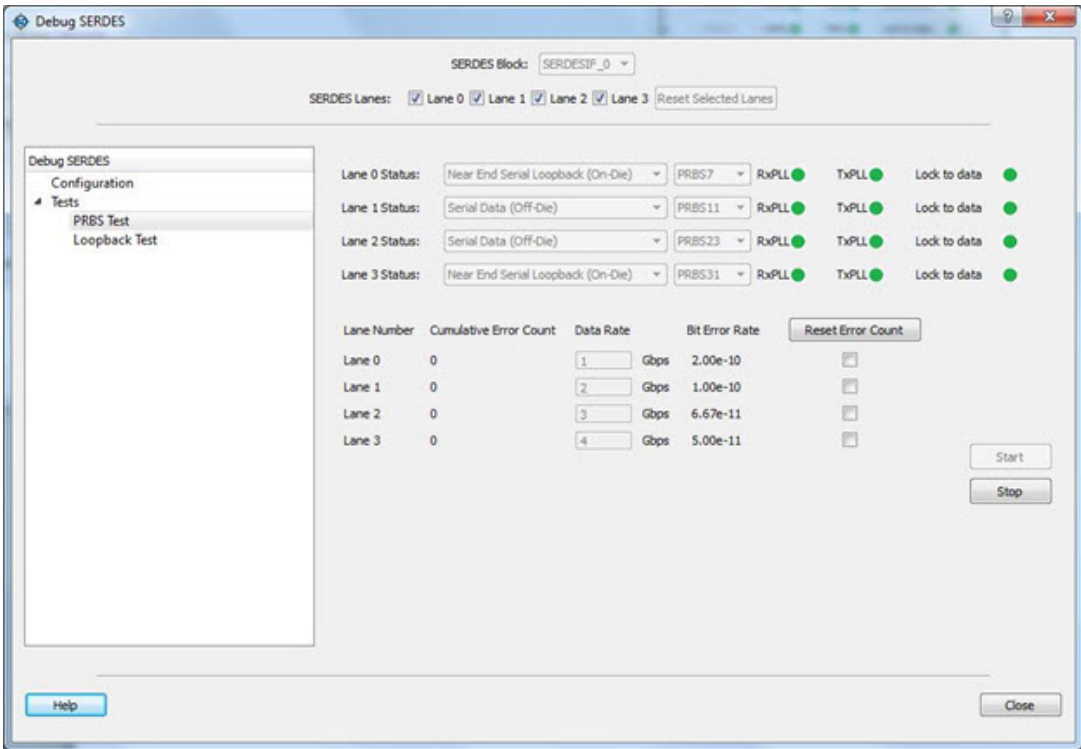 Debug SERDES
SERDES Block: SERDESIF_0
SERDES Lanes: Lane 0 Lane 1 Lane 2 Lane 3 Reset Selected Lanes
Debug SERDES
Configuration
Tests
PRBS Test
Loopback Test
Lane 0 Status: Near End Serial Loopback (On-Die) PRBS7 RxPLL TxPLL Lock to data
Lane 1 Status: Serial Data (Off-Die) PRBS11 RxPLL TxPLL Lock to data
Lane 2 Status: Serial Data (Off-Die) PRBS23 RxPLL TxPLL Lock to data
Lane 3 Status: Near End Serial Loopback (On-Die) PRBS31 RxPLL TxPLL Lock to data
Lane Number Cumulative Error Count Data Rate Bit Error Rate Reset Error Count
Lane 0 0 1 Gbps 2.00e-10
Lane 1 0 2 Gbps 1.00e-10
Lane 2 0 3 Gbps 6.67e-11
Lane 3 0 4 Gbps 5.00e-11
Start
Stop
Help Close